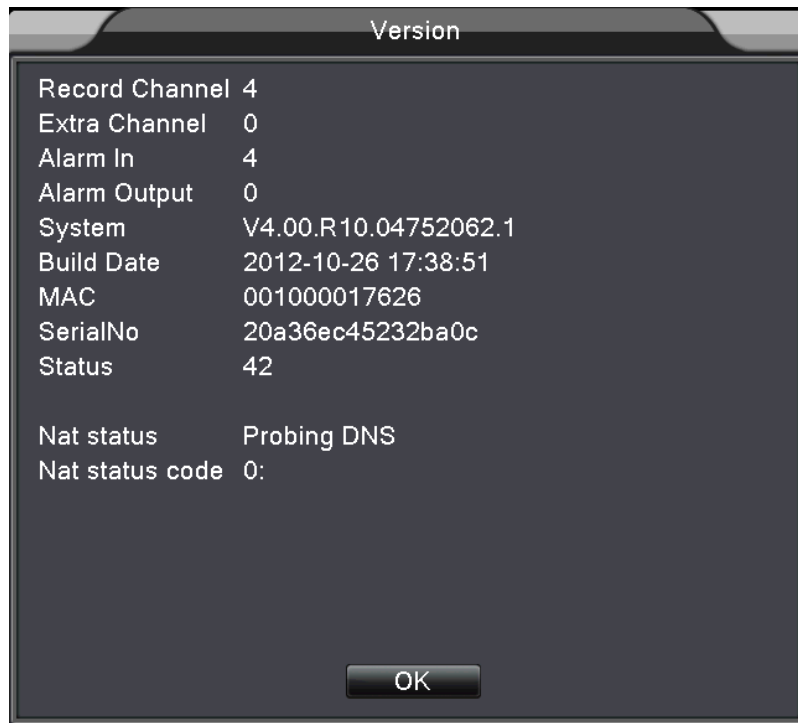 Version
Record Channel 4
Extra Channel 0
Alarm In 4
Alarm Output 0
System V4.00.R10.04752062.1
Build Date 2012-10-26 17:38:51
MAC 001000017626
SerialNo 20a36ec45232ba0c
Status 42
Nat status Probing DNS
Nat status code 0:
OK